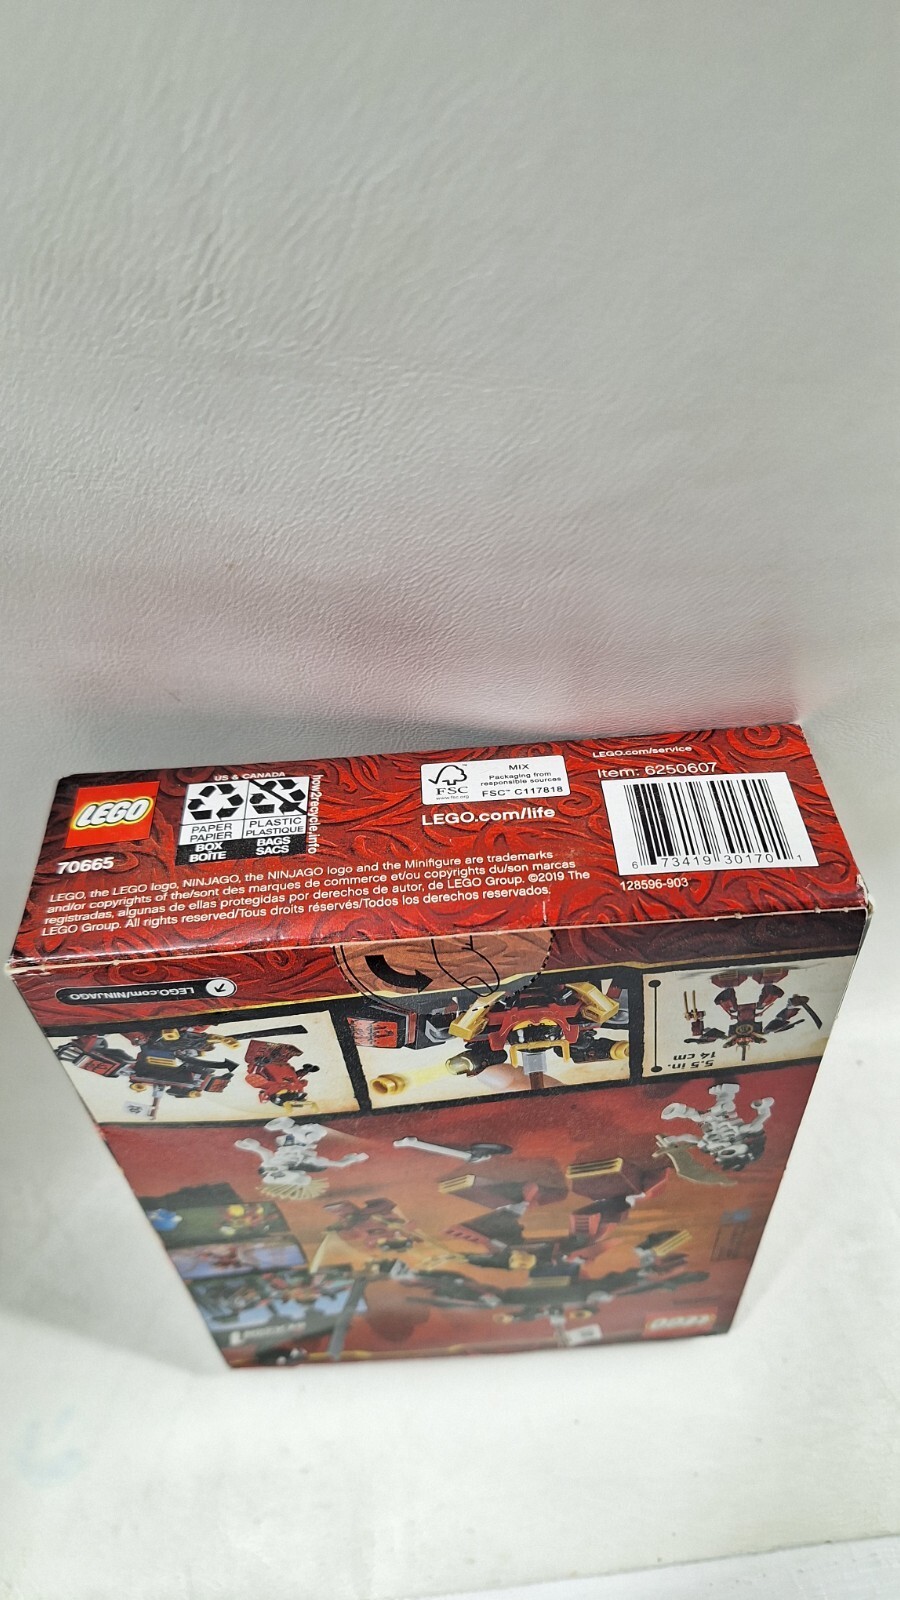 LEGO
70665
US & CANADA
PAPER
PAPIER
BOX
BOÎTE
PLASTIC
PLASTIQUE
BAGS
SACS
how2recycle.info
FSC
www.fsc.org
MIX
Packaging from
responsible sources
FSC™ C117818
LEGO.com/life
LEGO.com/service
Item: 6250607
6 73419 30170 1
128596-903
LEGO, the LEGO logo, NINJAGO, the NINJAGO logo and the Minifigure are trademarks
and/or copyrights of the/sont des marques de commerce et/ou copyrights du/son marces
registradas, algunas de ellas protegidas por derechos de autor, de LEGO Group. ©2019 The
LEGO Group. All rights reserved/Tous droits réservés/Todos los derechos reservados.
LEGO.com/NINJAGO
5.5 in.
14 cm
LEGO